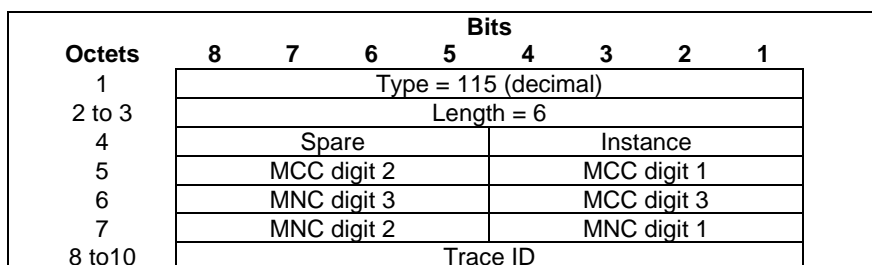 Bits
Octets 8 7 6 5 4 3 2 1
1 Type = 115 (decimal)
2 to 3 Length = 6
4 Spare Instance
5 MCC digit 2 MCC digit 1
6 MNC digit 3 MCC digit 3
7 MNC digit 2 MNC digit 1
8 to10 Trace ID